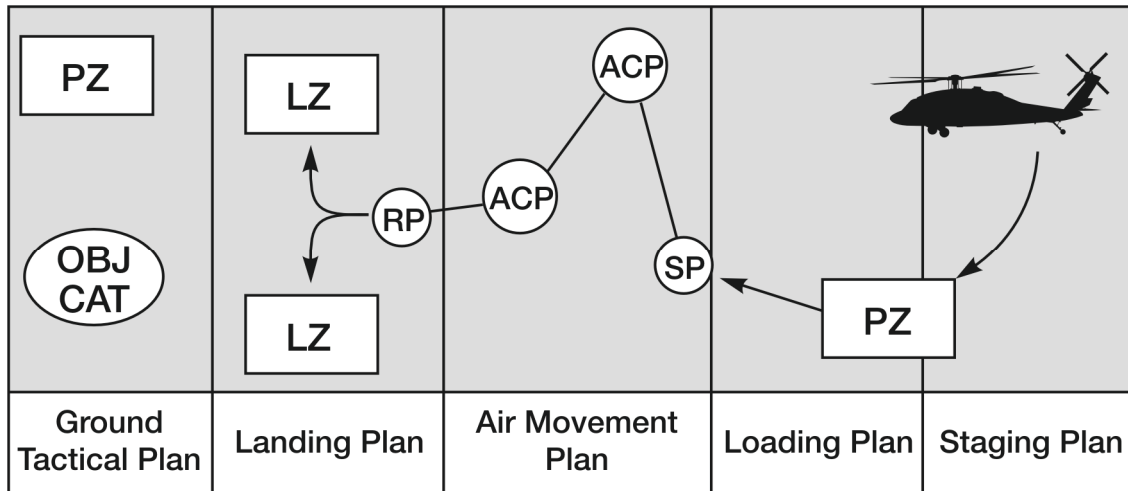 PZ
OBJ
CAT
LZ
LZ
RP
ACP
ACP
SP
PZ
Ground
Tactical Plan
Landing Plan
Air Movement
Plan
Loading Plan
Staging Plan